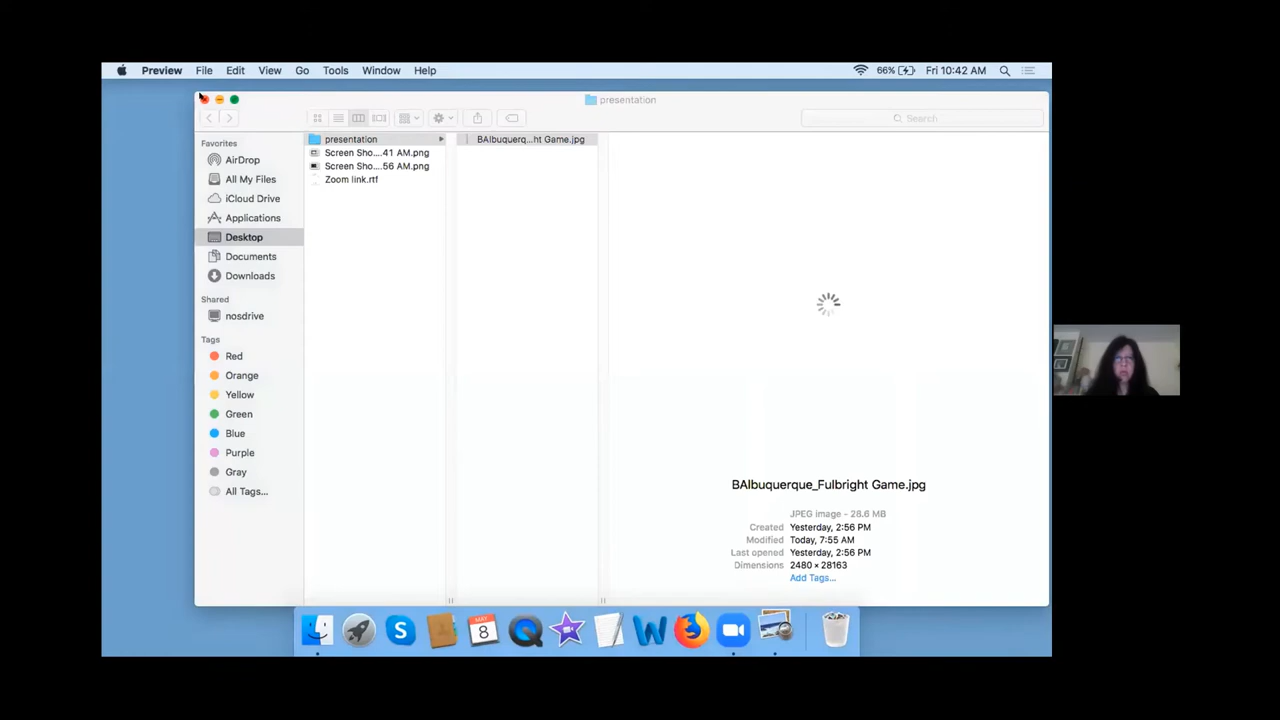 Preview File Edit View Go Tools Window Help 66% Fri 10:42 AM
presentation
Search
Favorites
AirDrop
All My Files
iCloud Drive
Applications
Desktop
Documents
Downloads
Shared
nosdrive
Tags
Red
Orange
Yellow
Green
Blue
Purple
Gray
All Tags...
presentation
Screen Sho....41 AM.png
Screen Sho....56 AM.png
Zoom link.rtf
BAlbuquerq...ht Game.jpg
BAlbuquerque_Fulbright Game.jpg
JPEG image - 28.6 MB
Created Yesterday, 2:56 PM
Modified Today, 7:55 AM
Last opened Yesterday, 2:56 PM
Dimensions 2480 × 28163
Add Tags...
MAY
8